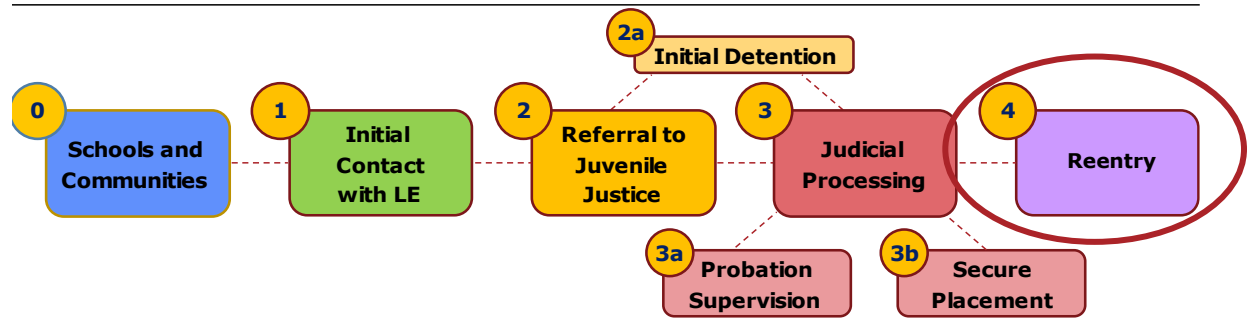 0
Schools and
Communities
1
Initial
Contact
with LE
2
Referral to
Juvenile
Justice
2a
Initial Detention
3
Judicial
Processing
3a
Probation
Supervision
3b
Secure
Placement
4
Reentry